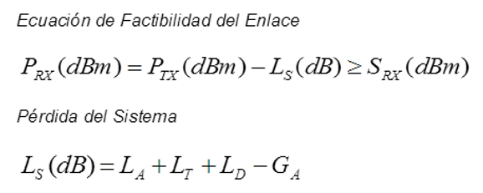 Ecuación de Factibilidad del Enlace
P_RX (dBm) = P_TX (dBm) − L_S (dB) ≥ S_RX (dBm)
Pérdida del Sistema
L_S (dB) = L_A + L_T + L_D − G_A